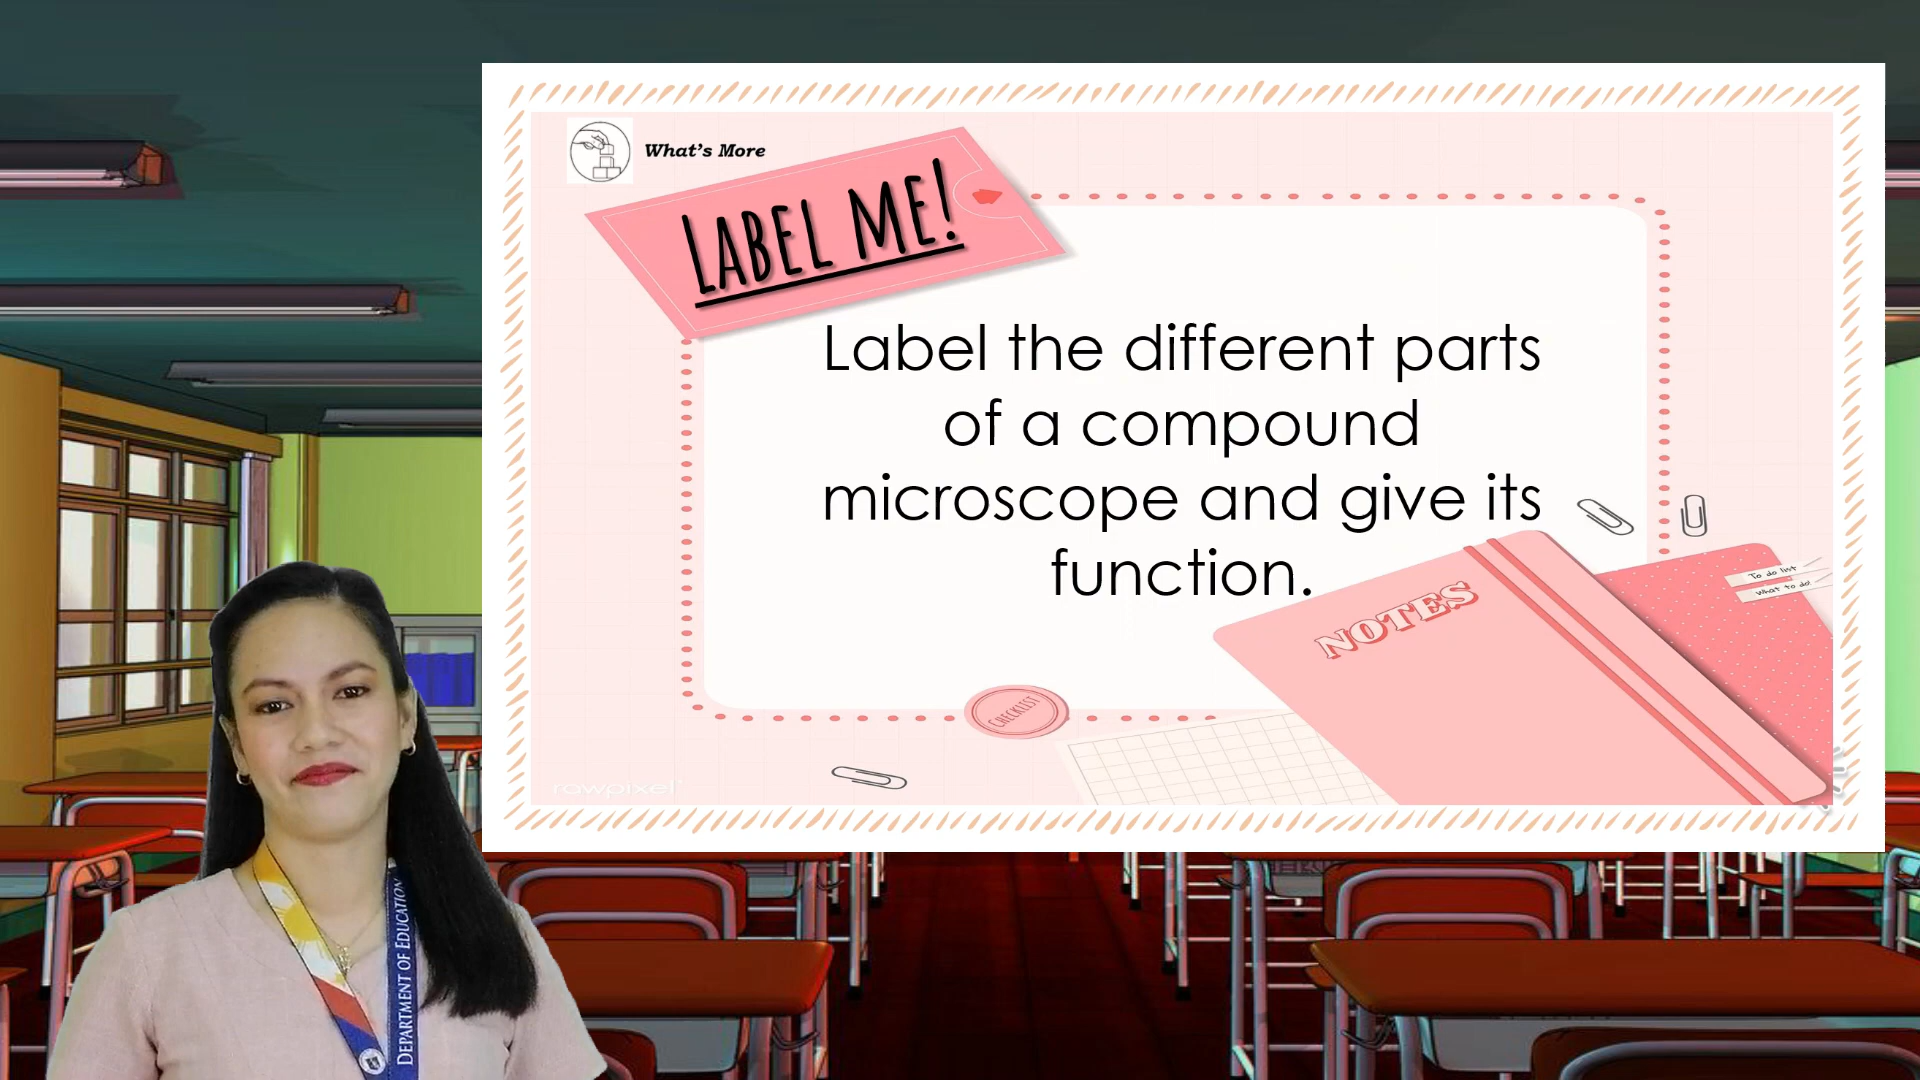 What's More
LABEL ME!
Label the different parts
of a compound
microscope and give its
function.
NOTES
To do list
What to do!
CHECKLIST
rawpixel
DEPARTMENT OF EDUCATION